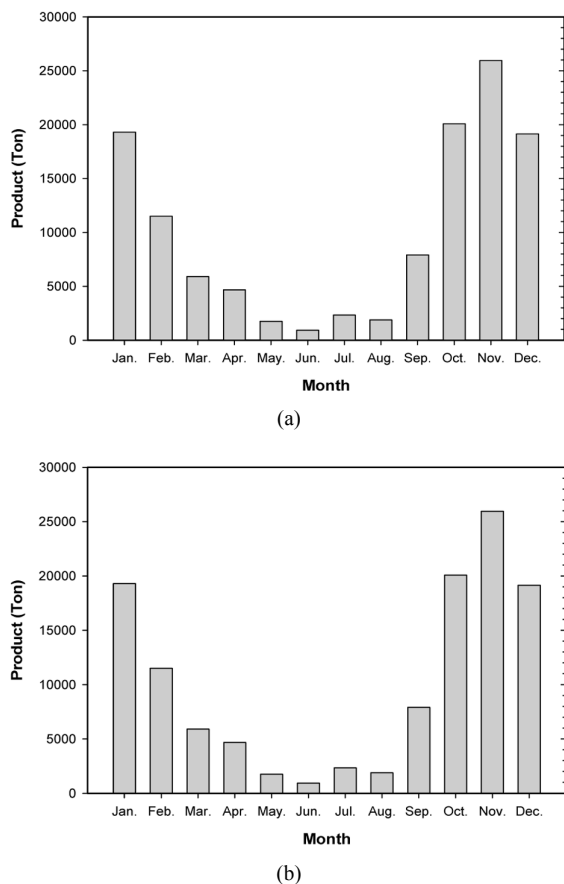 30000
25000
20000
15000
10000
5000
0
Product (Ton)
Jan. Feb. Mar. Apr. May. Jun. Jul. Aug. Sep. Oct. Nov. Dec.
Month
(a)
30000
25000
20000
15000
10000
5000
0
Product (Ton)
Jan. Feb. Mar. Apr. May. Jun. Jul. Aug. Sep. Oct. Nov. Dec.
Month
(b)